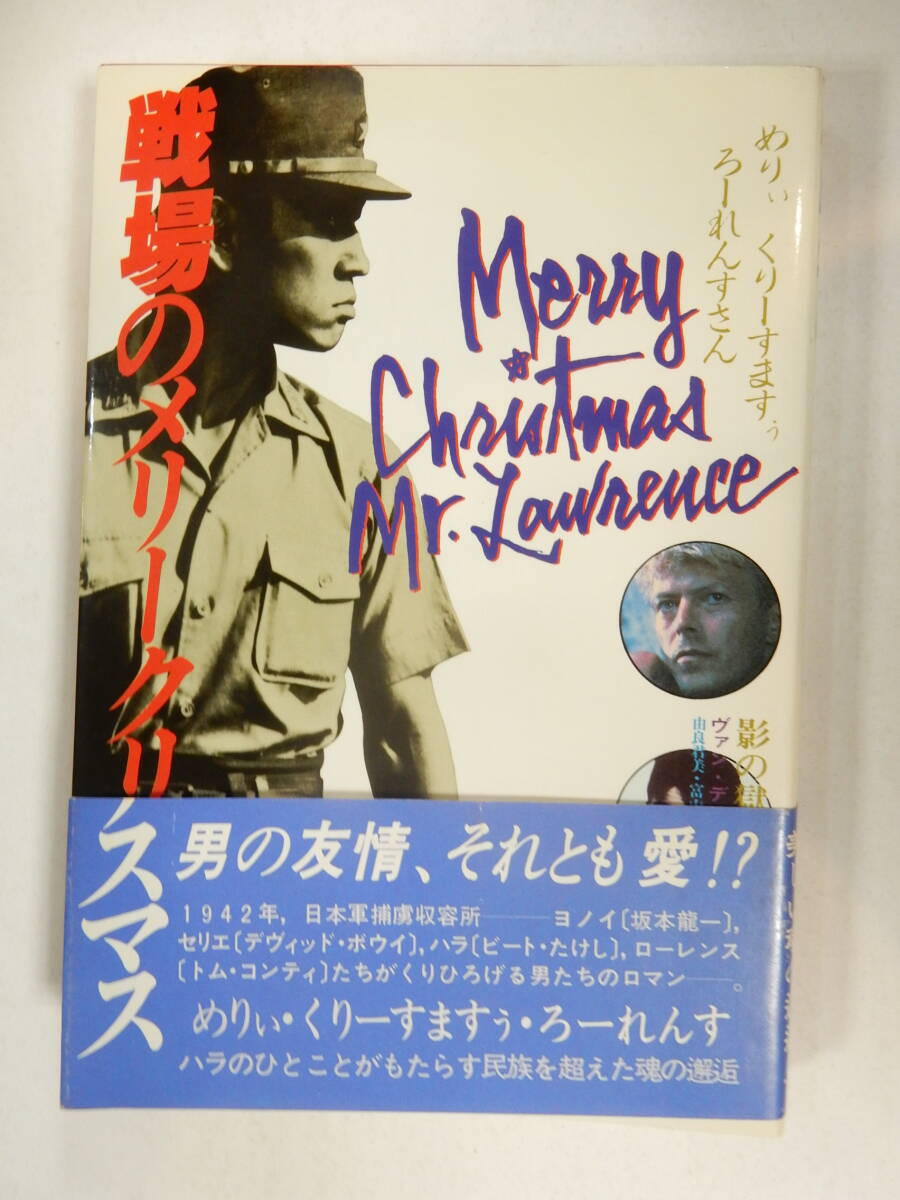 戦場のメリークリスマス
めりぃ くりーすますぅ
ろーれんすさん
Merry
Christmas
Mr. Lawrence
影の獄
ヴァン・デ
由良君美・富
男の友情、それとも愛!?
1942年，日本軍捕虜収容所――ヨノイ〔坂本龍一〕，
セリエ〔デヴィッド・ボウイ〕，ハラ〔ビート・たけし〕，ローレンス
〔トム・コンティ〕たちがくりひろげる男たちのロマン――。
めりぃ・くりーすますぅ・ろーれんす
ハラのひとことがもたらす民族を超えた魂の邂逅